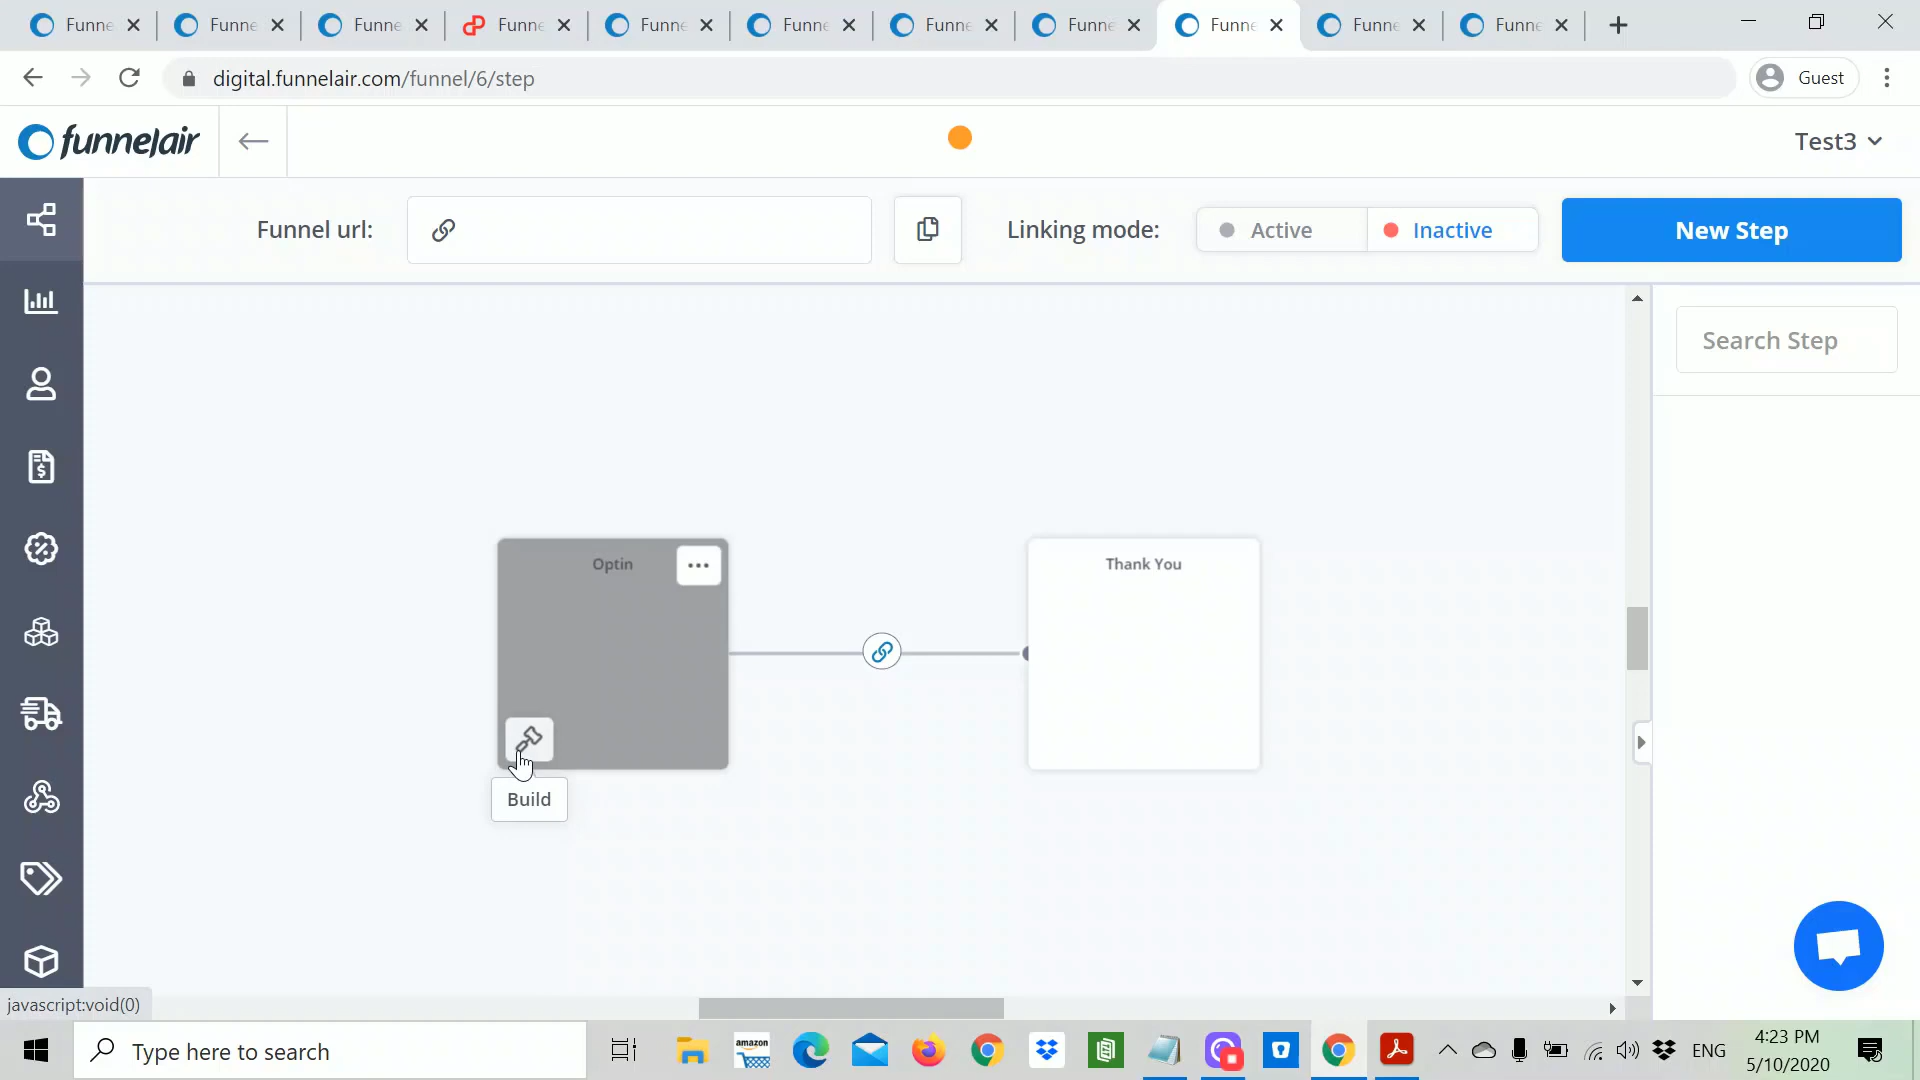 Funne
Funne
Funne
Funne
Funne
Funne
Funne
Funne
Funne
Funne
Funne
digital.funnelair.com/funnel/6/step
Guest
funnelair
Test3
Funnel url:
Linking mode:
Active
Inactive
New Step
Search Step
Optin
Thank You
Build
javascript:void(0)
Type here to search
amazon
ENG
4:23 PM
5/10/2020